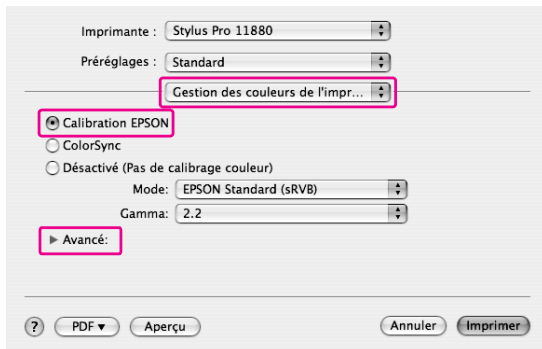 Imprimante : Stylus Pro 11880
Préréglages : Standard
Gestion des couleurs de l'impr...
Calibration EPSON
ColorSync
Désactivé (Pas de calibrage couleur)
Mode: EPSON Standard (sRVB)
Gamma: 2.2
Avancé:
? PDF Aperçu Annuler Imprimer